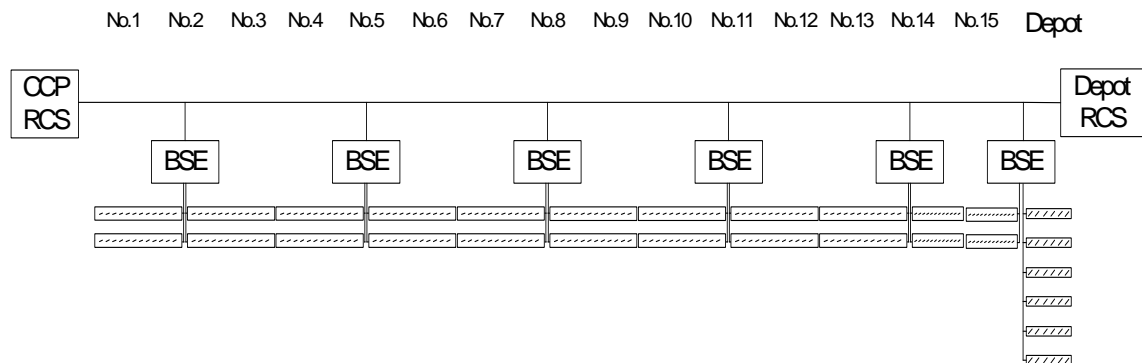 No.1 No.2 No.3 No.4 No.5 No.6 No.7 No.8 No.9 No.10 No.11 No.12 No.13 No.14 No.15 Depot
OCP
RCS
Depot
RCS
BSE BSE BSE BSE BSE BSE